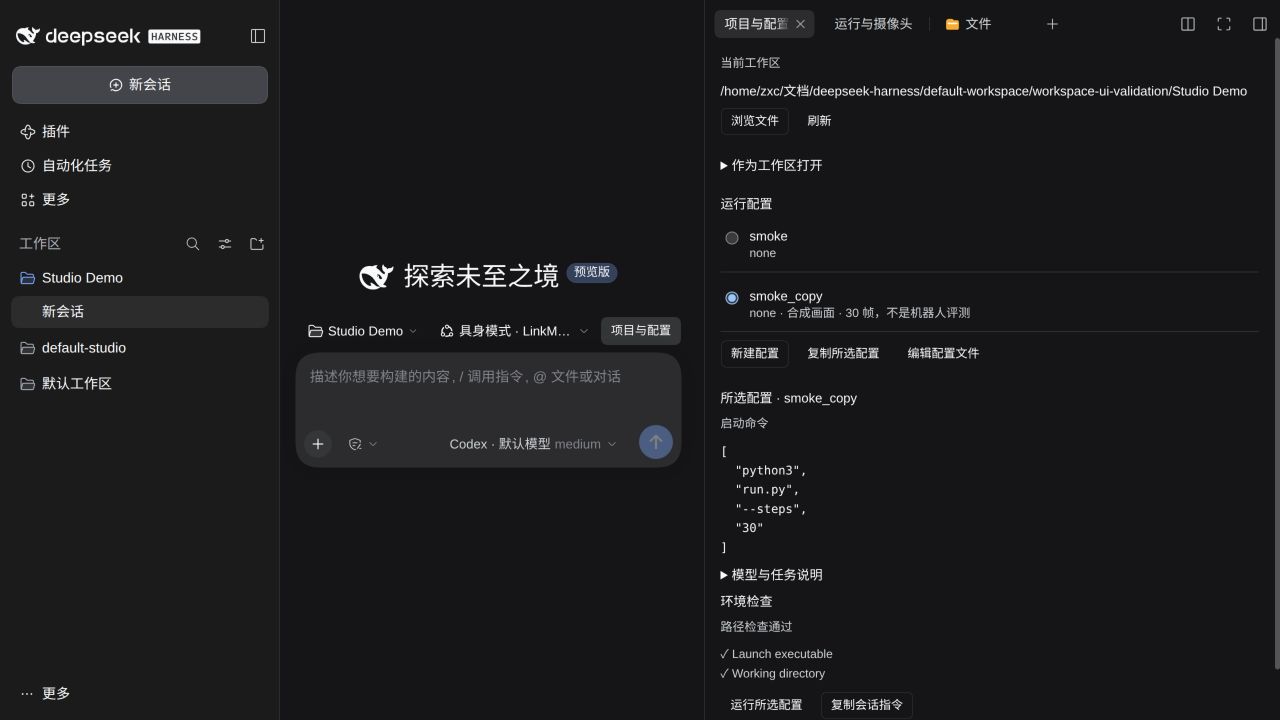 deepseek HARNESS
新会话
插件
自动化任务
更多
工作区
Studio Demo
新会话
default-studio
默认工作区
更多
探索未至之境 预览版
Studio Demo 具身模式 · LinkM... 项目与配置
描述你想要构建的内容, / 调用指令, @ 文件或对话
Codex · 默认模型 medium
项目与配置 运行与摄像头 文件
当前工作区
/home/zxc/文档/deepseek-harness/default-workspace/workspace-ui-validation/Studio Demo
浏览文件 刷新
作为工作区打开
运行配置
smoke
none
smoke_copy
none · 合成画面 · 30 帧，不是机器人评测
新建配置 复制所选配置 编辑配置文件
所选配置 · smoke_copy
启动命令
[
"python3",
"run.py",
"--steps",
"30"
]
模型与任务说明
环境检查
路径检查通过
✓ Launch executable
✓ Working directory
运行所选配置 复制会话指令